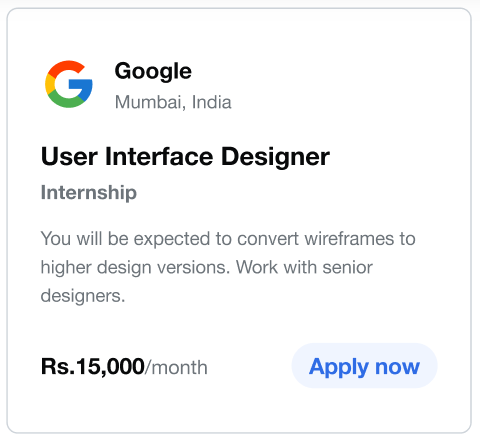 Google
Mumbai, India
User Interface Designer
Internship
You will be expected to convert wireframes to
higher design versions. Work with senior
designers.
Rs.15,000/month
Apply now